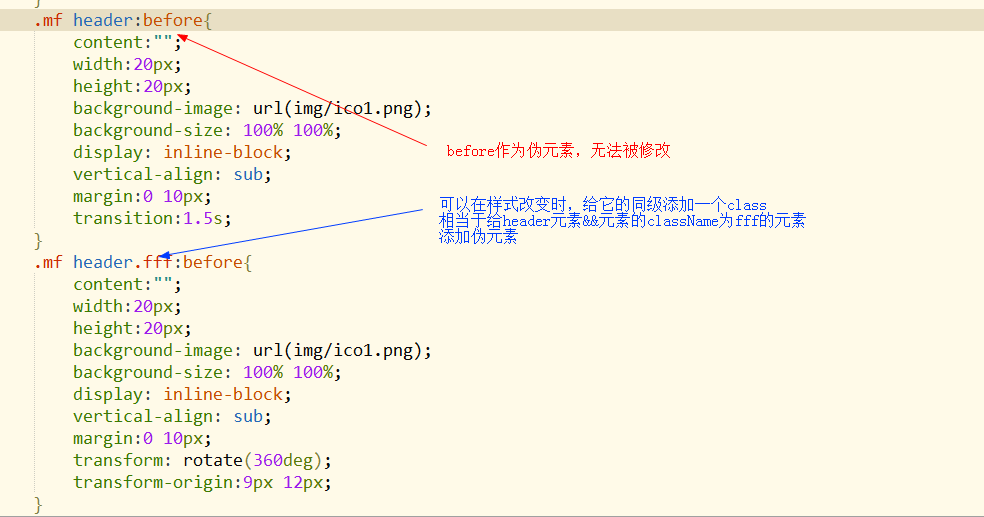 }
.mf header:before{
content:"";
width:20px;
height:20px;
background-image: url(img/ico1.png);
background-size: 100% 100%;
before作为伪元素，无法被修改
display: inline-block;
vertical-align: sub;
margin:0 10px;
可以在样式改变时，给它的同级添加一个class
transition:1.5s;
相当于给header元素&&元素的className为fff的元素
}
添加伪元素
.mf header.fff:before{
content:"";
width:20px;
height:20px;
background-image: url(img/ico1.png);
background-size: 100% 100%;
display: inline-block;
vertical-align: sub;
margin:0 10px;
transform: rotate(360deg);
transform-origin:9px 12px;
}